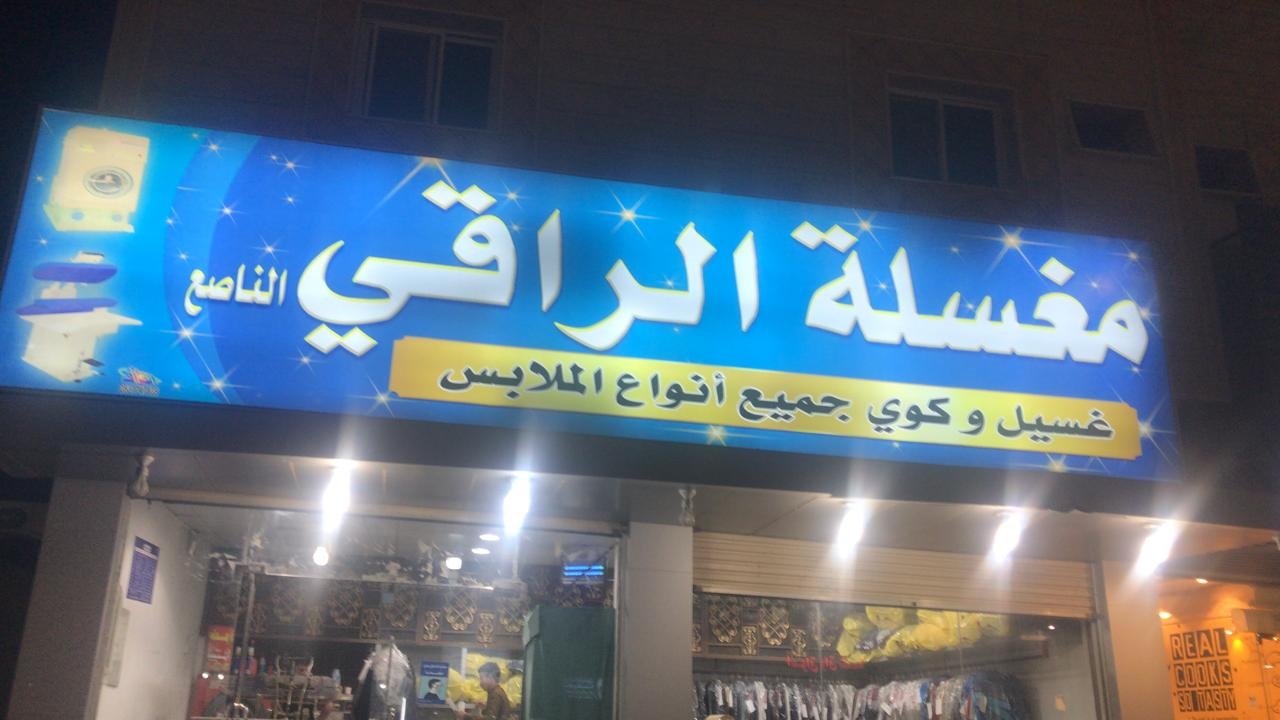 مغسلة الراقي الناصع
غسيل و كوي جميع أنواع الملابس
REAL
COOKS
SO TASTY